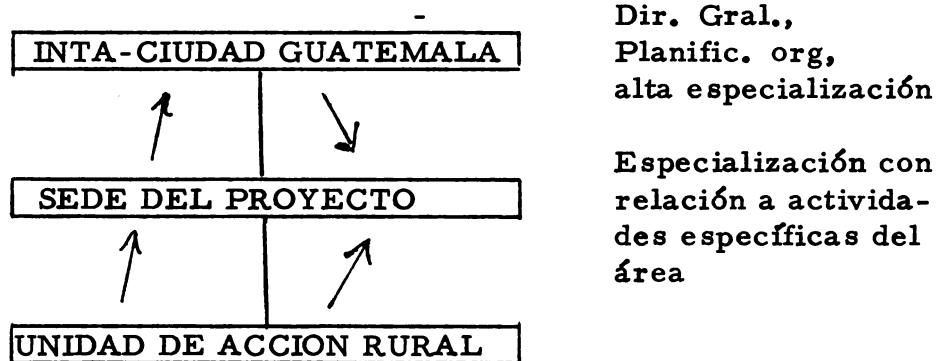 INTA-CIUDAD GUATEMALA
Dir. Gral.,
Planific. org,
alta especialización
SEDE DEL PROYECTO
Especialización con
relación a activida-
des específicas del
área
UNIDAD DE ACCION RURAL